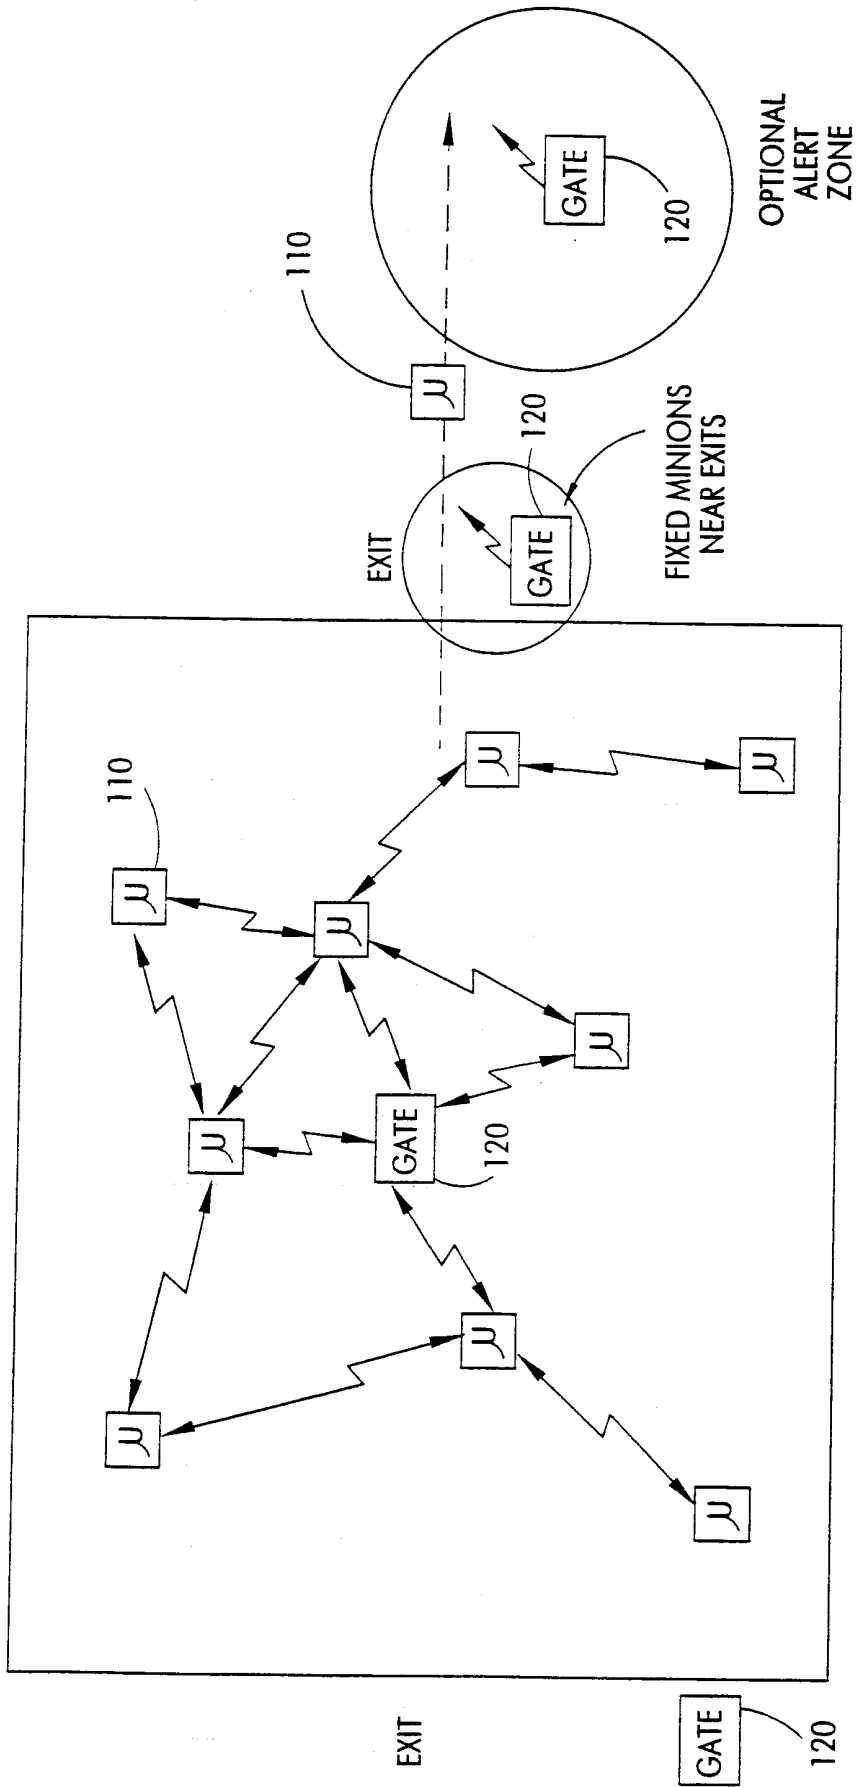 110
μ
μ
μ
110
μ
EXIT
GATE
EXIT
μ
μ
μ
120
120
GATE
GATE
μ
120
FIXED MINIONS
NEAR EXITS
GATE
μ
μ
OPTIONAL
ALERT
ZONE
120